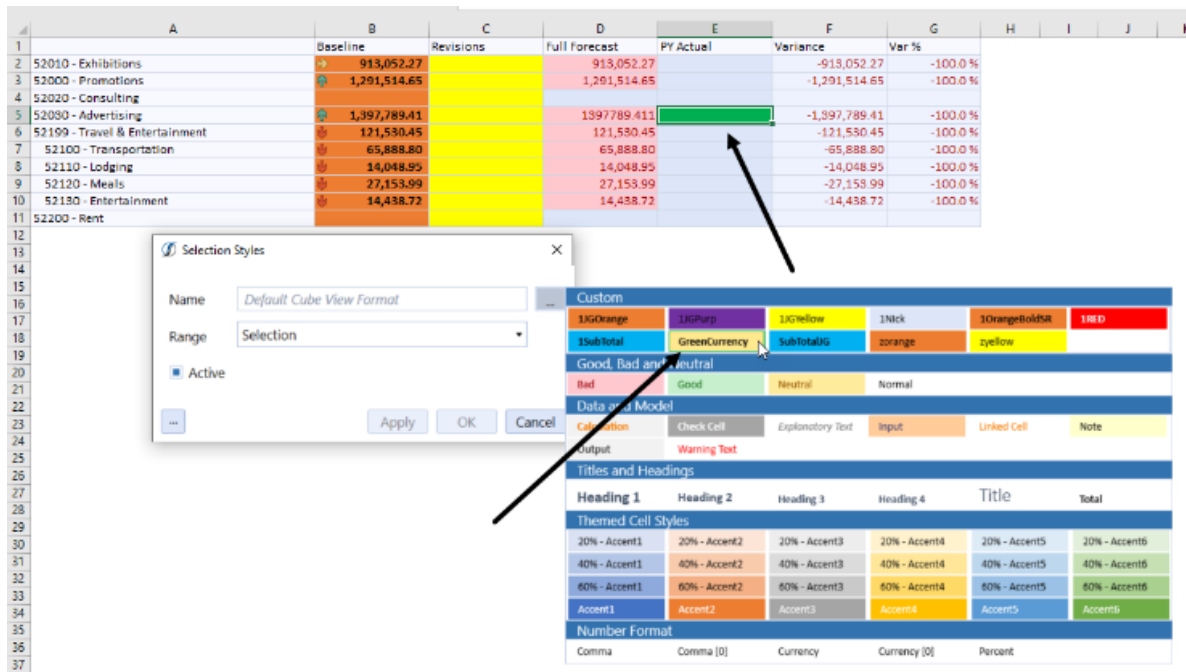 A B C D E F G H I J
1 Baseline Revisions Full Forecast PY Actual Variance Var %
2 52010 - Exhibitions 913,052.27 913,052.27 -913,052.27 -100.0 %
3 52000 - Promotions 1,291,514.65 1,291,514.65 -1,291,514.65 -100.0 %
4 52020 - Consulting
5 52030 - Advertising 1,397,789.41 1397789.411 -1,397,789.41 -100.0 %
6 52199 - Travel & Entertainment 121,530.45 121,530.45 -121,530.45 -100.0 %
7 52100 - Transportation 65,888.80 65,888.80 -65,888.80 -100.0 %
8 52110 - Lodging 14,048.95 14,048.95 -14,048.95 -100.0 %
9 52120 - Meals 27,153.99 27,153.99 -27,153.99 -100.0 %
10 52130 - Entertainment 14,438.72 14,438.72 -14,438.72 -100.0 %
11 52200 - Rent
12
13
14
15
16
17
18
19
20
21
22
23
24
25
26
27
28
29
30
31
32
33
34
35
36
37
Selection Styles
Name Default Cube View Format ...
Range Selection
Active
... Apply OK Cancel
Custom
1JGOrange 1JGPurp 1JGYellow 1Nick 1OrangeBoldSR 1RED
1SubTotal GreenCurrency SubTotalJG zorange zyellow
Good, Bad and Neutral
Bad Good Neutral Normal
Data and Model
Calculation Check Cell Explanatory Text Input Linked Cell Note
Output Warning Text
Titles and Headings
Heading 1 Heading 2 Heading 3 Heading 4 Title Total
Themed Cell Styles
20% - Accent1 20% - Accent2 20% - Accent3 20% - Accent4 20% - Accent5 20% - Accent6
40% - Accent1 40% - Accent2 40% - Accent3 40% - Accent4 40% - Accent5 40% - Accent6
60% - Accent1 60% - Accent2 60% - Accent3 60% - Accent4 60% - Accent5 60% - Accent6
Accent1 Accent2 Accent3 Accent4 Accent5 Accent6
Number Format
Comma Comma [0] Currency Currency [0] Percent